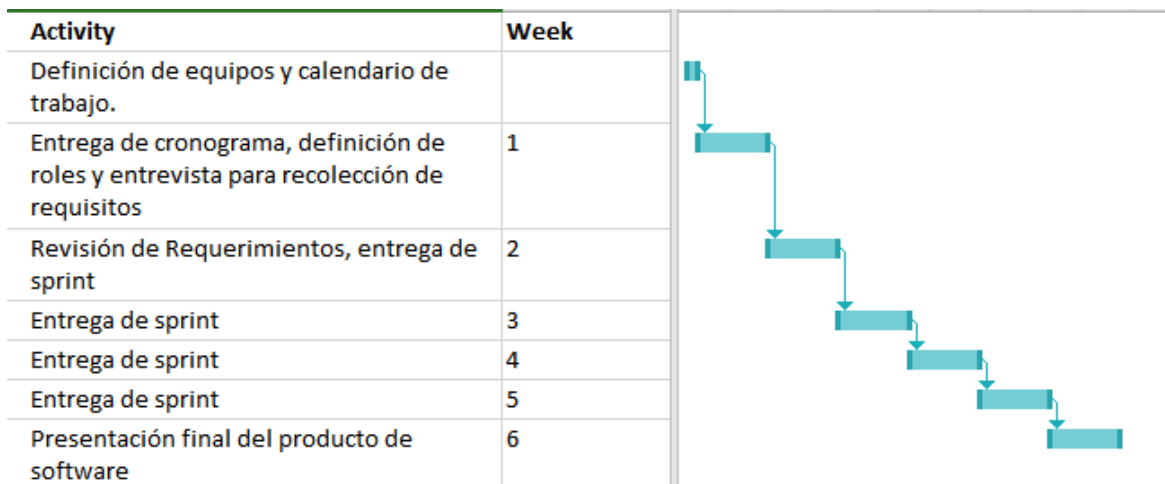 Activity Week
Definición de equipos y calendario de
trabajo.
Entrega de cronograma, definición de 1
roles y entrevista para recolección de
requisitos
Revisión de Requerimientos, entrega de 2
sprint
Entrega de sprint 3
Entrega de sprint 4
Entrega de sprint 5
Presentación final del producto de 6
software